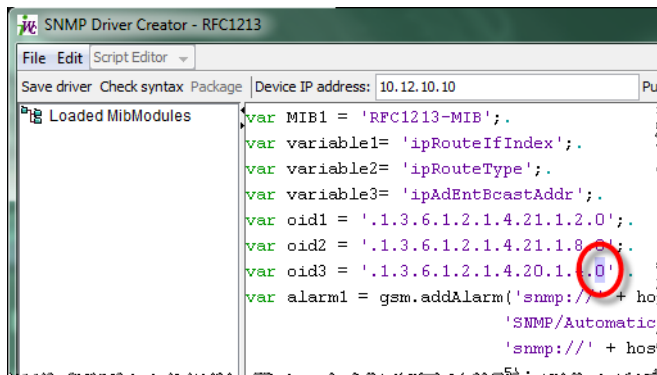 SNMP Driver Creator - RFC1213
File Edit Script Editor
Save driver Check syntax Package Device IP address: 10.12.10.10 Pu
Loaded MibModules
var MIB1 = 'RFC1213-MIB';.
var variable1= 'ipRouteIfIndex';.
var variable2= 'ipRouteType';.
var variable3= 'ipAdEntBcastAddr';.
var oid1 = '.1.3.6.1.2.1.4.21.1.2.0';.
var oid2 = '.1.3.6.1.2.1.4.21.1.8.0';.
var oid3 = '.1.3.6.1.2.1.4.20.1.4.0' .
var alarm1 = gsm.addAlarm('snmp://' + ho
'SNMP/Automatic
'snmp://' + hos